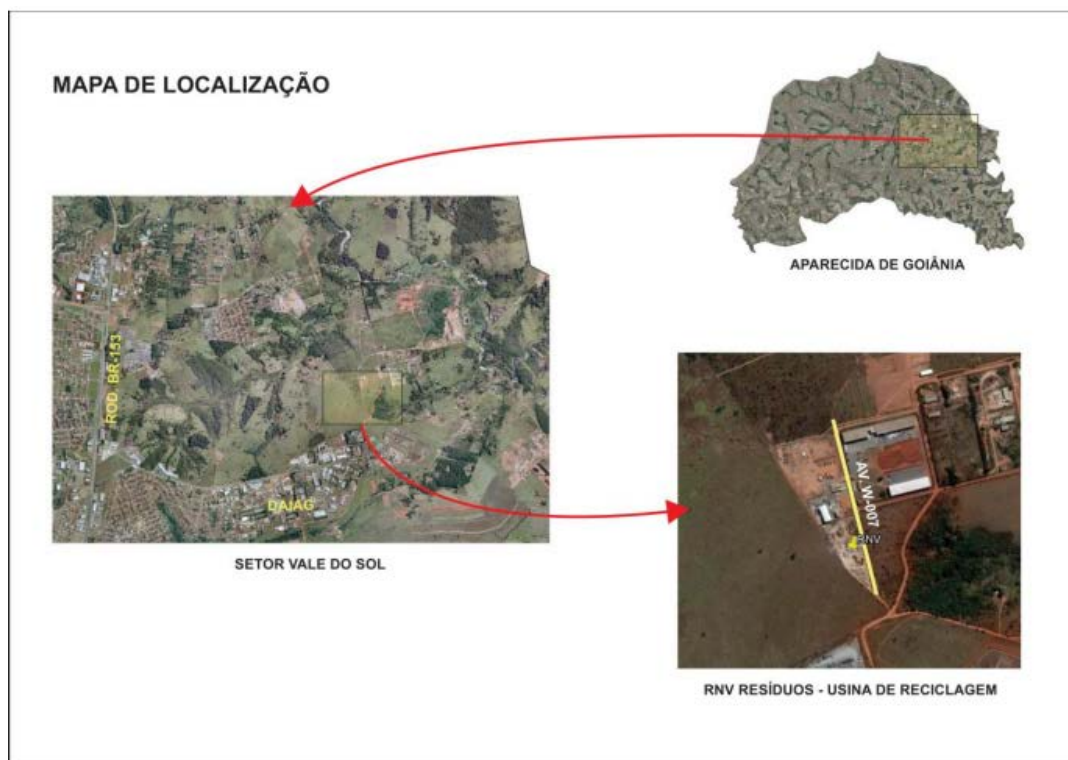 MAPA DE LOCALIZAÇÃO
APARECIDA DE GOIÂNIA
ROD. BR-153
DAIAG
SETOR VALE DO SOL
AV. W-007
RNV
RNV RESÍDUOS - USINA DE RECICLAGEM